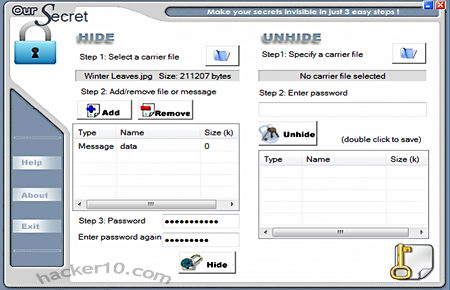 Our Secret
Make your secrets invisible in just 3 easy steps !
HIDE
Step 1: Select a carrier file
Winter Leaves.jpg Size: 211207 bytes
Step 2: Add/remove file or message
Add
Remove
Type Name Size (k)
Message data 0
Step 3: Password
Enter password again
Hide
UNHIDE
Step1: Specify a carrier file
No carrier file selected
Step 2: Enter password
Unhide
(double click to save)
Type Name Size (k)
Help
About
Exit
hacker10.com